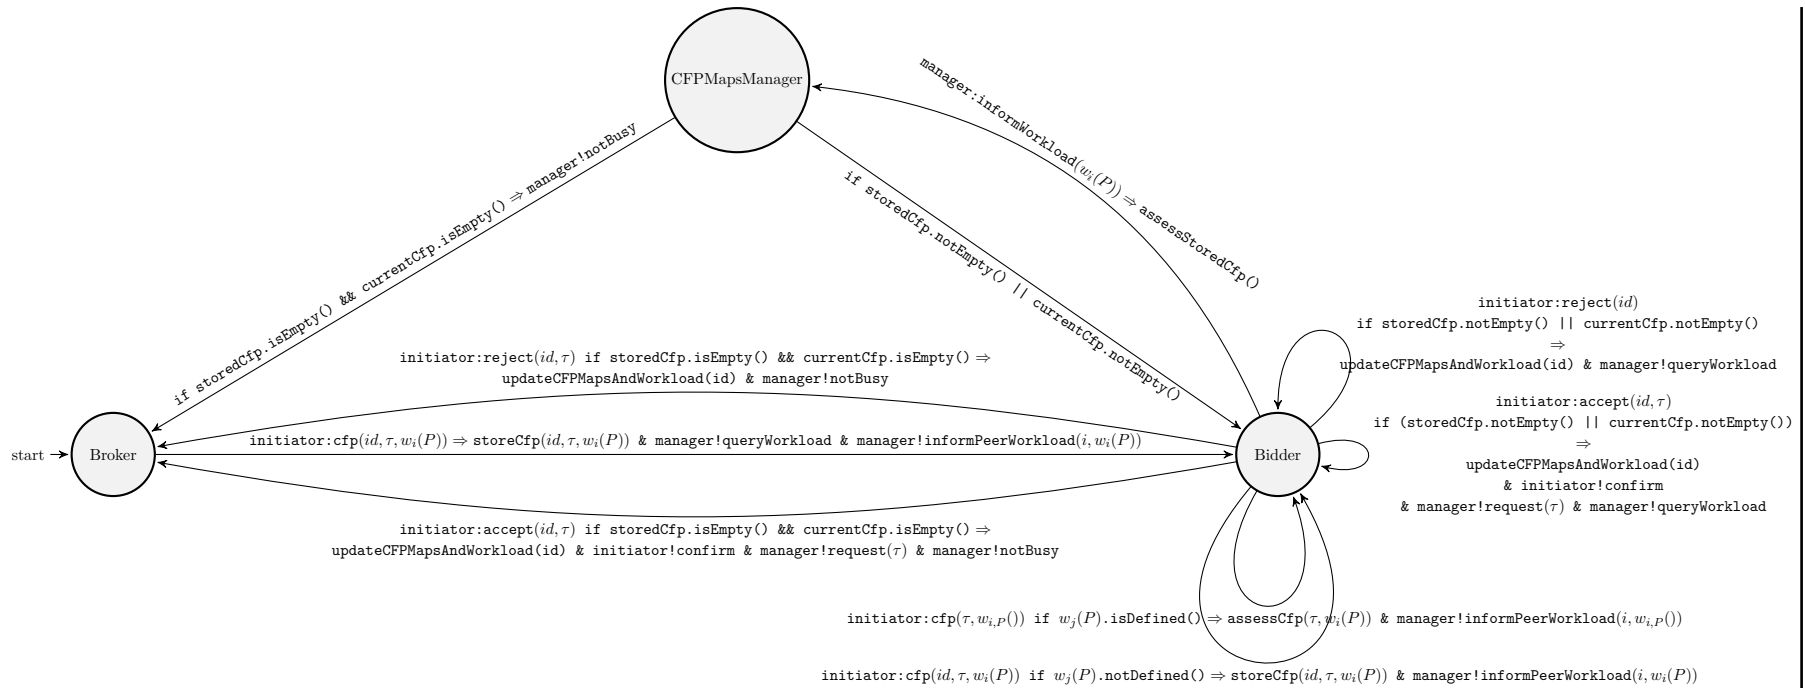 CFPMapsManager
manager:informWorkload(wᵢ(P)) ⇒ assessStoredCfp()
if storedCfp.isEmpty() && currentCfp.isEmpty() ⇒ manager!notBusy
if storedCfp.notEmpty() || currentCfp.notEmpty()
initiator:reject(id)
if storedCfp.notEmpty() || currentCfp.notEmpty()
⇒
updateCFPMapsAndWorkload(id) & manager!queryWorkload
initiator:reject(id, τ) if storedCfp.isEmpty() && currentCfp.isEmpty() ⇒
updateCFPMapsAndWorkload(id) & manager!notBusy
initiator:accept(id, τ)
if (storedCfp.notEmpty() || currentCfp.notEmpty())
⇒
updateCFPMapsAndWorkload(id)
& initiator!confirm
& manager!request(τ) & manager!queryWorkload
initiator:cfp(id, τ, wᵢ(P)) ⇒ storeCfp(id, τ, wᵢ(P)) & manager!queryWorkload & manager!informPeerWorkload(i, wᵢ(P))
start
Broker
Bidder
initiator:accept(id, τ) if storedCfp.isEmpty() && currentCfp.isEmpty() ⇒
updateCFPMapsAndWorkload(id) & initiator!confirm & manager!request(τ) & manager!notBusy
initiator:cfp(τ, w_{i,P}()) if wⱼ(P).isDefined() ⇒ assessCfp(τ, wᵢ(P)) & manager!informPeerWorkload(i, w_{i,P}())
initiator:cfp(id, τ, wᵢ(P)) if wⱼ(P).notDefined() ⇒ storeCfp(id, τ, wᵢ(P)) & manager!informPeerWorkload(i, wᵢ(P))